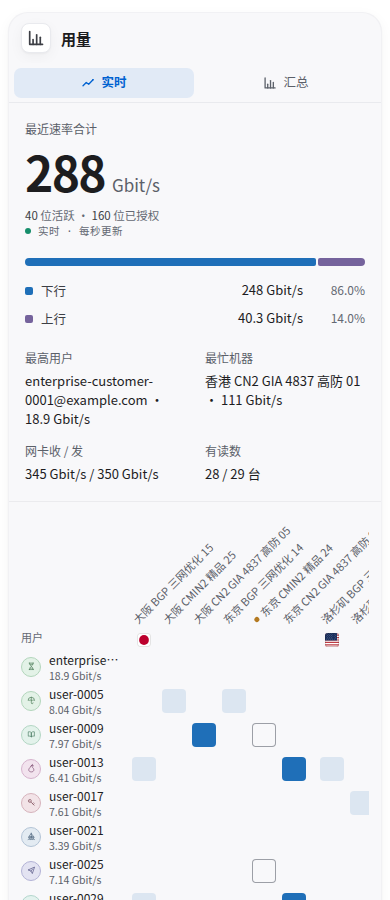 用量
实时
汇总
最近速率合计
288 Gbit/s
40 位活跃 · 160 位已授权
实时 · 每秒更新
下行 248 Gbit/s 86.0%
上行 40.3 Gbit/s 14.0%
最高用户
enterprise-customer-
0001@example.com ·
18.9 Gbit/s
最忙机器
香港 CN2 GIA 4837 高防 01
· 111 Gbit/s
网卡收 / 发
345 Gbit/s / 350 Gbit/s
有读数
28 / 29 台
大阪 BGP 三网优化 15
大阪 CMIN2 精品 25
大阪 CN2 GIA 4837 高防 05
东京 BGP 三网优化 14
东京 CMIN2 精品 24
东京 CN2 GIA 4837 高防
洛杉矶 BGP 三
洛杉
用户
enterprise…
18.9 Gbit/s
user-0005
8.04 Gbit/s
user-0009
7.97 Gbit/s
user-0013
6.41 Gbit/s
user-0017
7.61 Gbit/s
user-0021
3.39 Gbit/s
user-0025
7.14 Gbit/s
user-0029